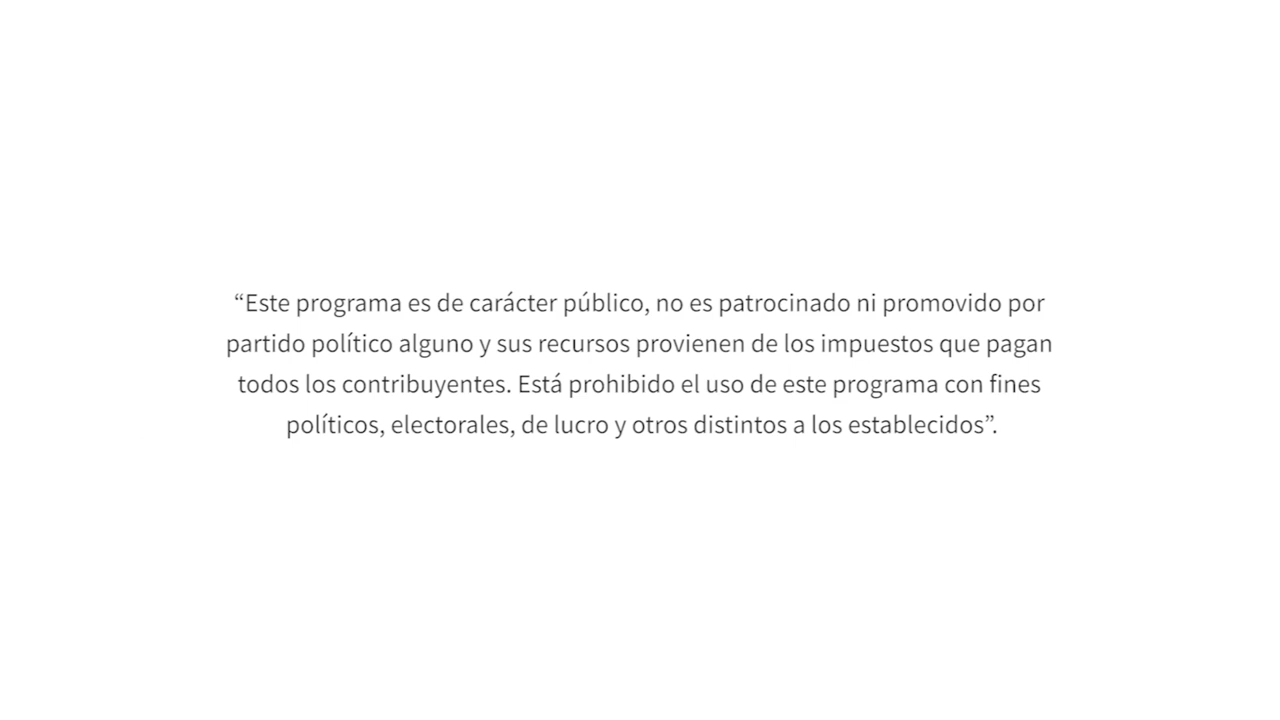 “Este programa es de carácter público, no es patrocinado ni promovido por
partido político alguno y sus recursos provienen de los impuestos que pagan
todos los contribuyentes. Está prohibido el uso de este programa con fines
políticos, electorales, de lucro y otros distintos a los establecidos”.